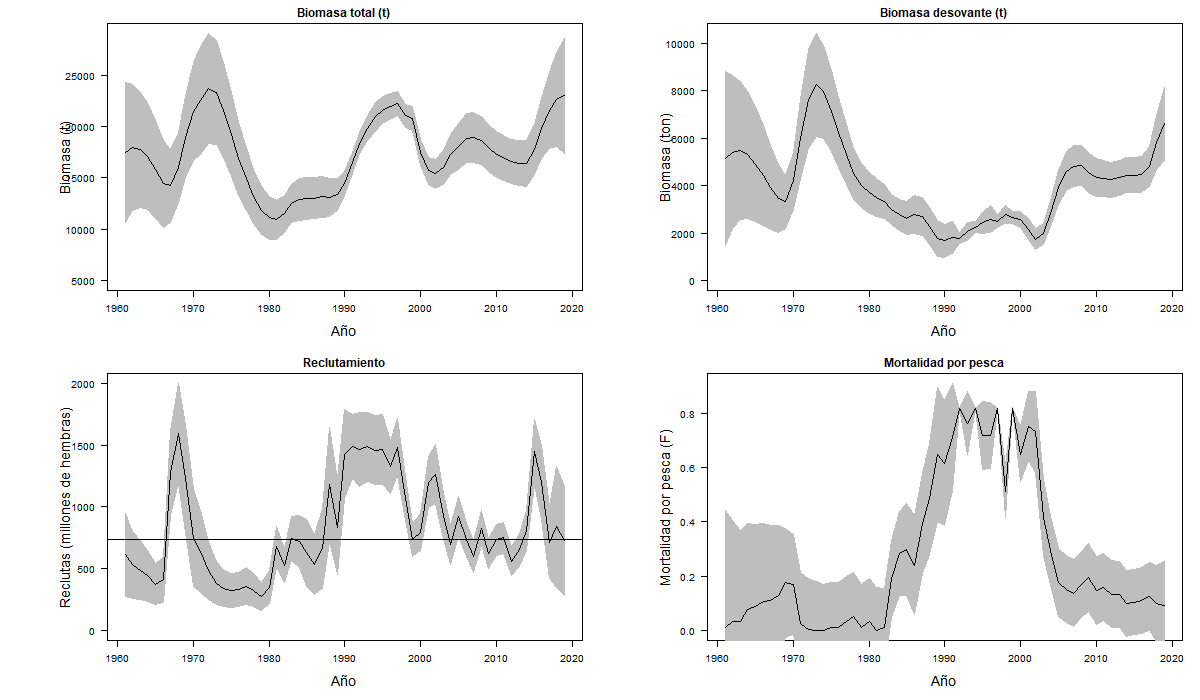 Biomasa total (t)
Biomasa (t)
25000
20000
15000
10000
5000
1960 1970 1980 1990 2000 2010 2020
Año
Biomasa desovante (t)
Biomasa (ton)
10000
8000
6000
4000
2000
0
1960 1970 1980 1990 2000 2010 2020
Año
Reclutamiento
Reclutas (millones de hembras)
2000
1500
1000
500
0
1960 1970 1980 1990 2000 2010 2020
Año
Mortalidad por pesca
Mortalidad por pesca (F)
0.8
0.6
0.4
0.2
0.0
1960 1970 1980 1990 2000 2010 2020
Año